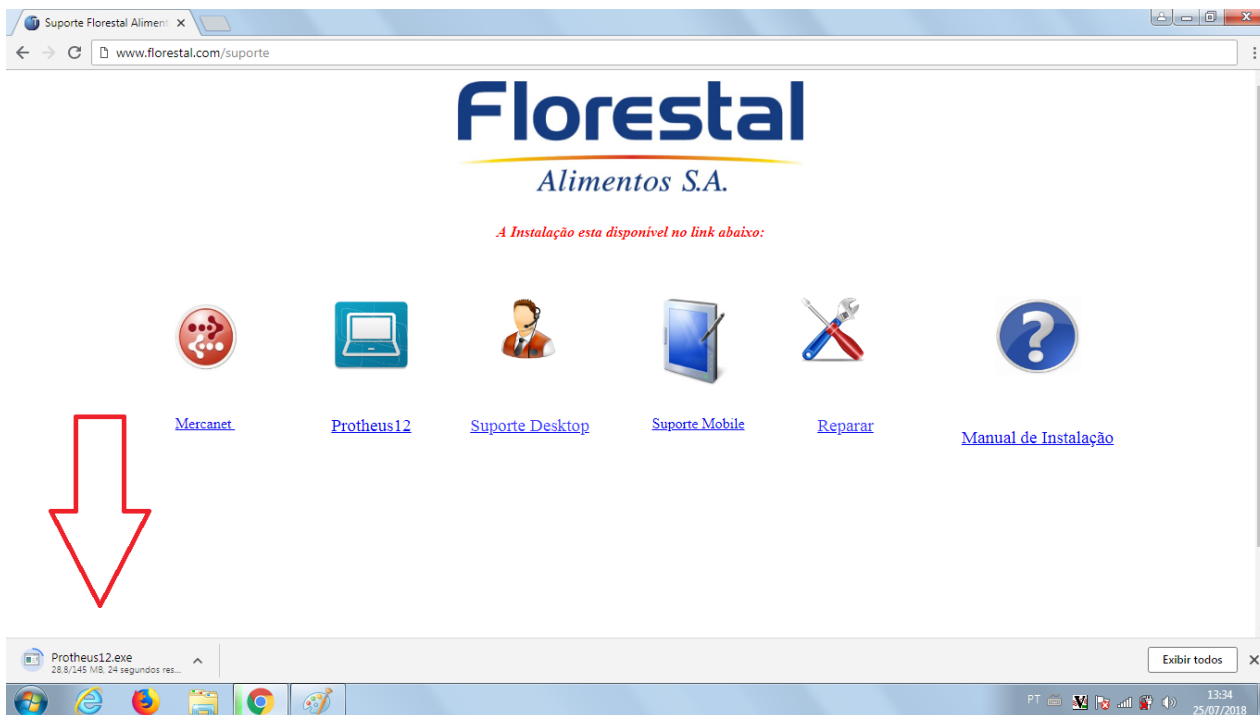 Suporte Florestal Aliment
www.florestal.com/suporte
Florestal
Alimentos S.A.
A Instalação esta disponível no link abaixo:
Mercanet
Protheus12
Suporte Desktop
Suporte Mobile
Reparar
Manual de Instalação
Protheus12.exe
28,8/145 MB, 24 segundos res...
Exibir todos
PT
13:34
25/07/2018